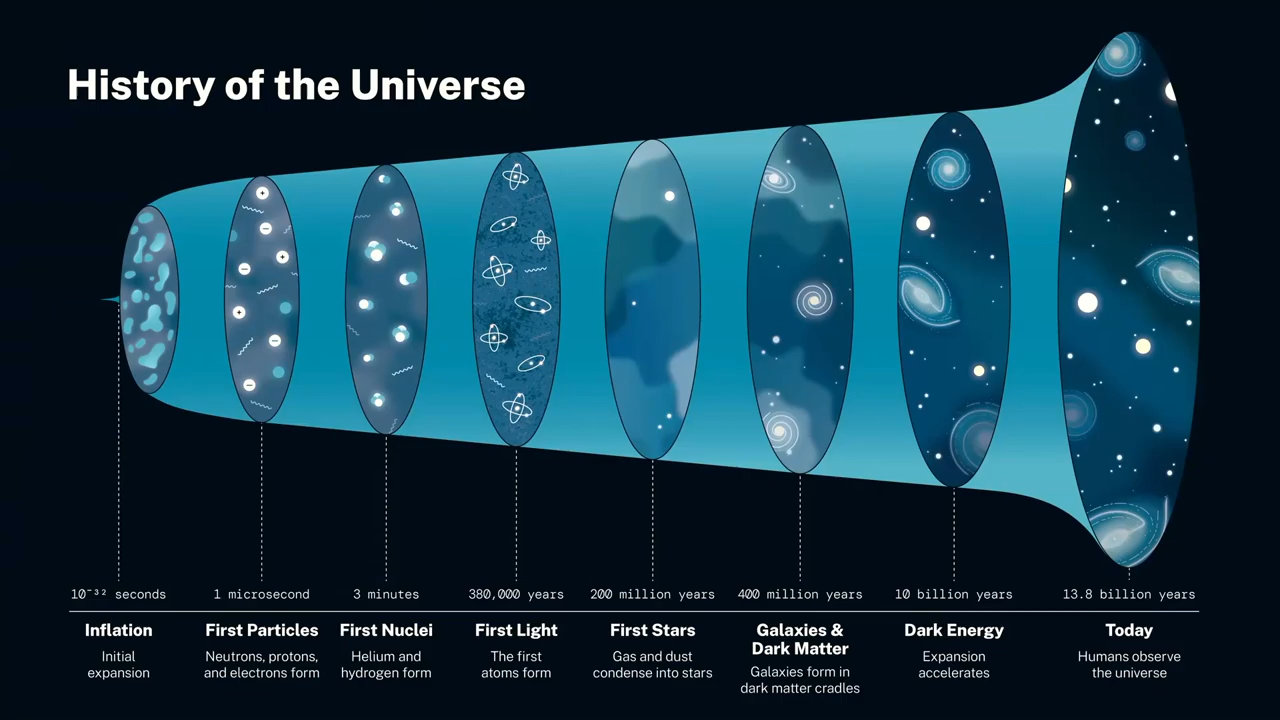 History of the Universe
10⁻³² seconds
1 microsecond
3 minutes
380,000 years
200 million years
400 million years
10 billion years
13.8 billion years
Inflation
Initial
expansion
First Particles
Neutrons, protons,
and electrons form
First Nuclei
Helium and
hydrogen form
First Light
The first
atoms form
First Stars
Gas and dust
condense into stars
Galaxies &
Dark Matter
Galaxies form in
dark matter cradles
Dark Energy
Expansion
accelerates
Today
Humans observe
the universe